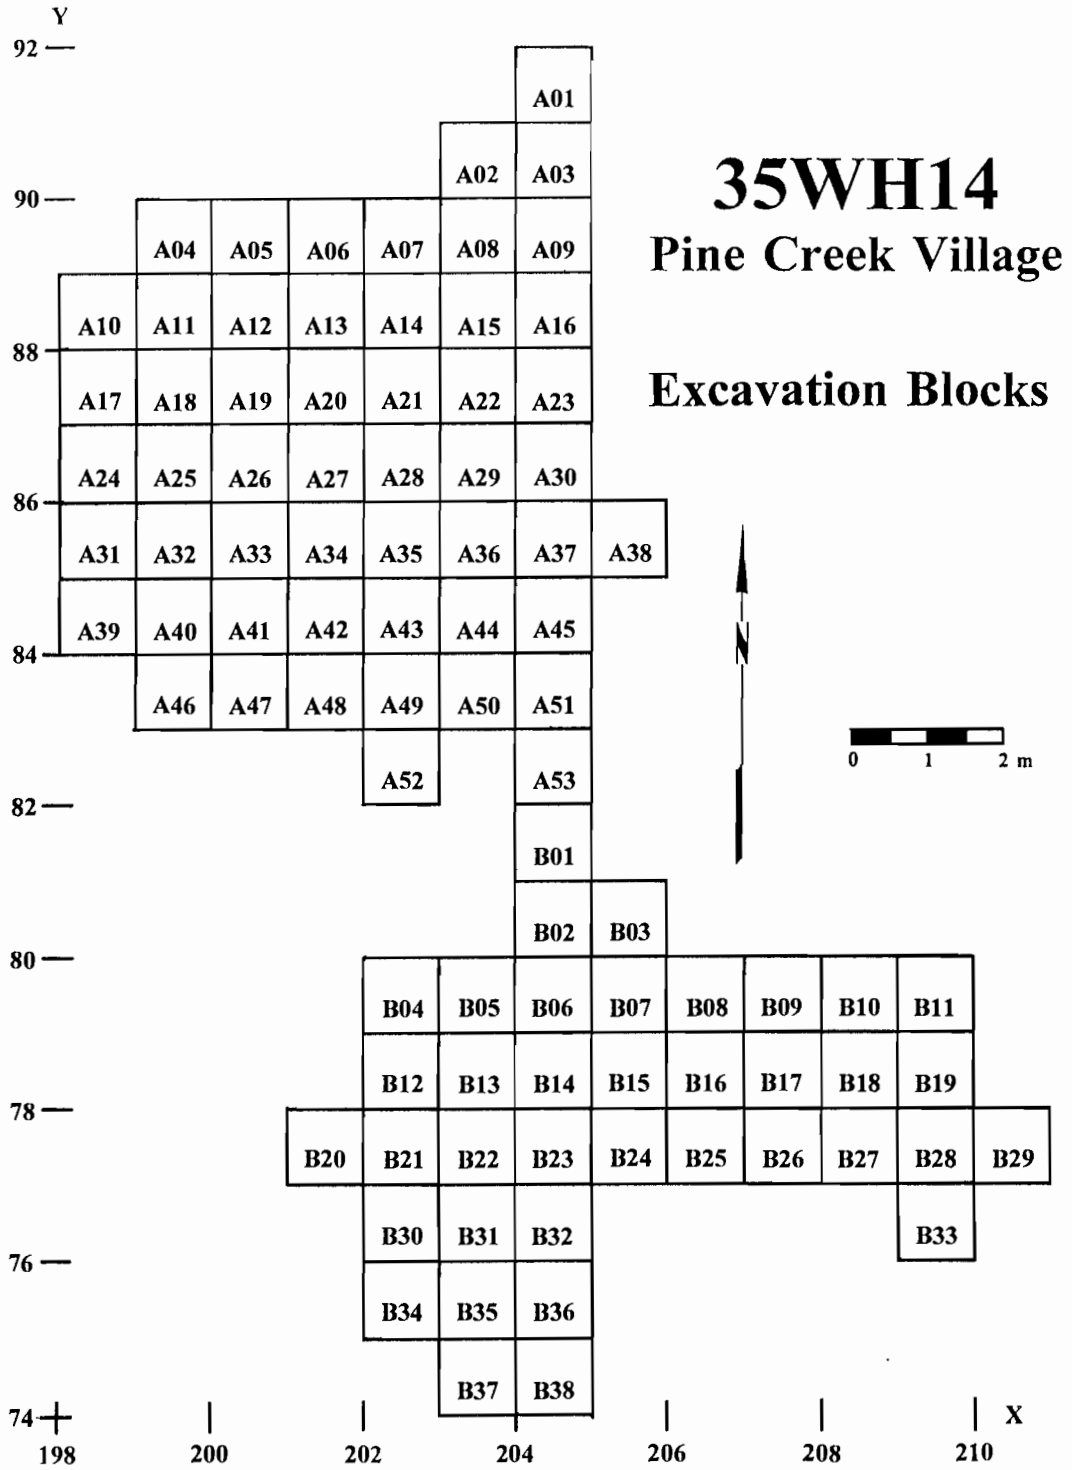 Y
92
A01
35WH14
A02 A03
90
Pine Creek Village
A04 A05 A06 A07 A08 A09
A10 A11 A12 A13 A14 A15 A16
88
Excavation Blocks
A17 A18 A19 A20 A21 A22 A23
A24 A25 A26 A27 A28 A29 A30
86
A31 A32 A33 A34 A35 A36 A37 A38
A39 A40 A41 A42 A43 A44 A45
N
84
A46 A47 A48 A49 A50 A51
0 1 2 m
A52 A53
82
B01
B02 B03
80
B04 B05 B06 B07 B08 B09 B10 B11
B12 B13 B14 B15 B16 B17 B18 B19
78
B20 B21 B22 B23 B24 B25 B26 B27 B28 B29
B30 B31 B32 B33
76
B34 B35 B36
B37 B38
74 X
198 200 202 204 206 208 210